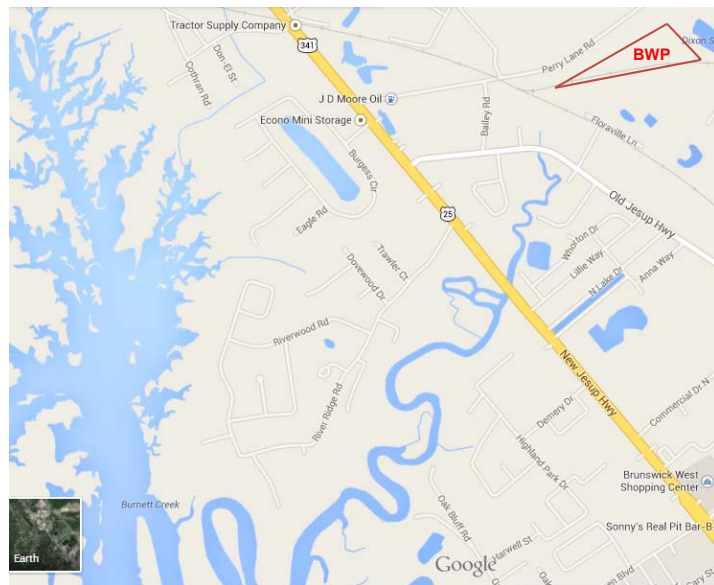 Tractor Supply Company
341
Dixon S
BWP
Perry Lane Rd
Don-El St
Cothran Rd
J D Moore Oil
Econo Mini Storage
Bailey Rd
Floraville Ln
Burgess Cir
Old Jesup Hwy
Eagle Rd
25
Whorton Dr
Trawler Ct
Lillie Way
Anna Way
Dovewood Dr
N Lake Dr
Riverwood Rd
New Jesup Hwy
River Ridge Rd
Demery Dr
Commercial Dr N
Highland Park Dr
Brunswick West
Shopping Center
Burnett Creek
Oak Bluff Rd
Sonny's Real Pit Bar-B
Harwell St
Earth
Google